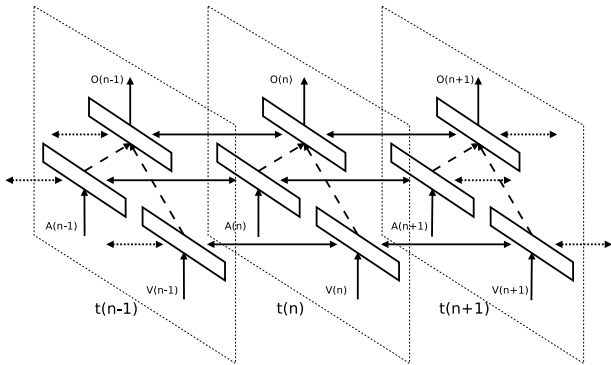 O(n-1)
O(n)
O(n+1)
A(n-1)
A(n)
A(n+1)
V(n-1)
V(n)
V(n+1)
t(n-1)
t(n)
t(n+1)